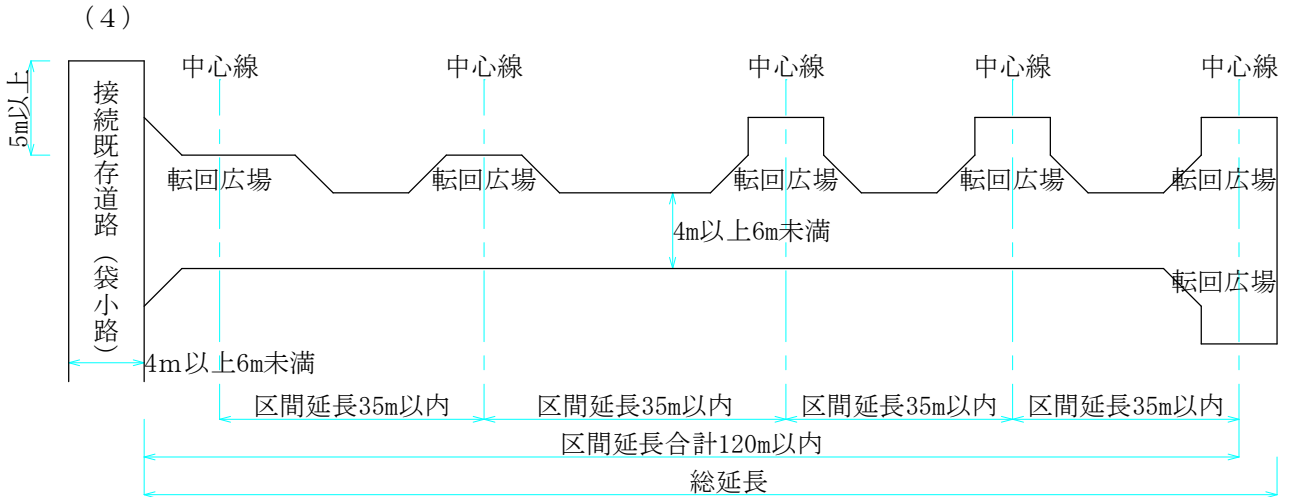 （４）
中心線
中心線
中心線
中心線
中心線
5m以上
接続既存道路（袋小路）
転回広場
転回広場
転回広場
転回広場
転回広場
4m以上6m未満
転回広場
4ｍ以上6m未満
区間延長35m以内
区間延長35m以内
区間延長35m以内
区間延長35m以内
区間延長合計120m以内
総延長